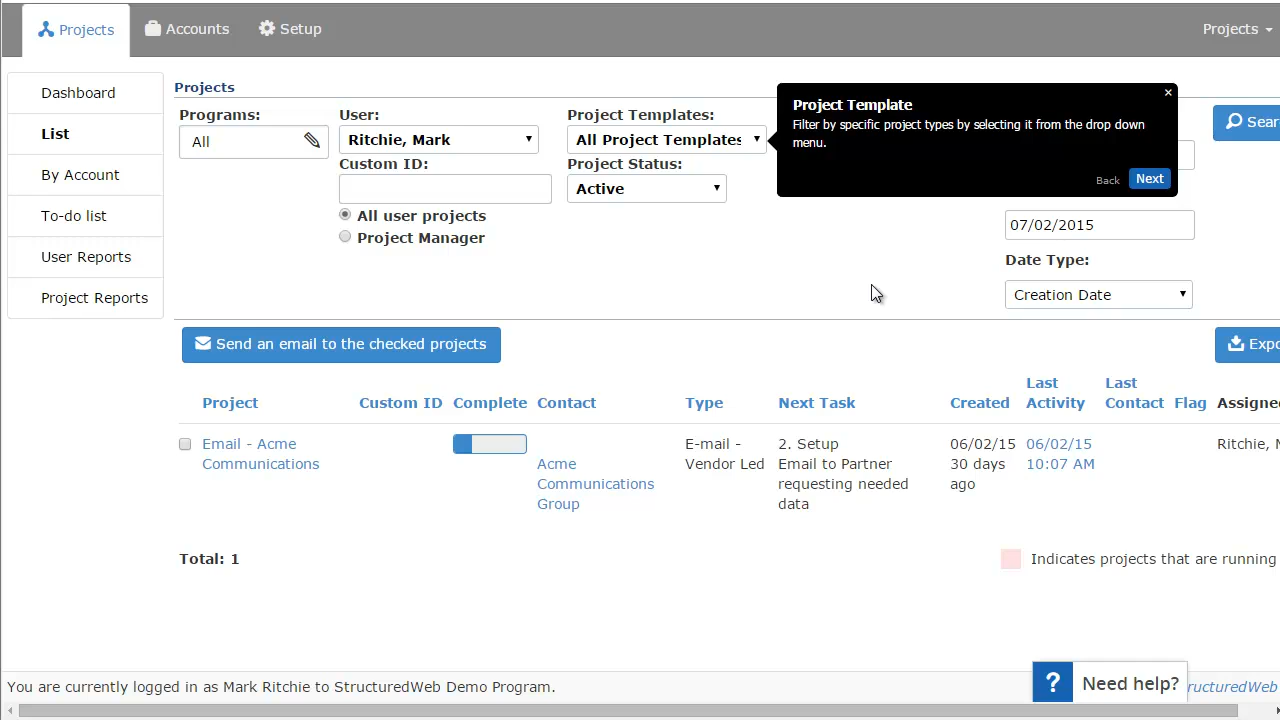 Projects
Accounts
Setup
Projects
Dashboard
List
By Account
To-do list
User Reports
Project Reports
Projects
Programs:
All
User:
Ritchie, Mark
Custom ID:
All user projects
Project Manager
Project Templates:
All Project Templates
Project Status:
Active
×
Project Template
Filter by specific project types by selecting it from the drop down
menu.
Back
Next
07/02/2015
Date Type:
Creation Date
Send an email to the checked projects
Project
Custom ID
Complete
Contact
Type
Next Task
Created
Last
Activity
Last
Contact
Flag
Email - Acme
Communications
Acme
Communications
Group
E-mail -
Vendor Led
2. Setup
Email to Partner
requesting needed
data
06/02/15
30 days
ago
06/02/15
10:07 AM
Ritchie,
Total: 1
Indicates projects that are running
You are currently logged in as Mark Ritchie to StructuredWeb Demo Program.
? Need help?